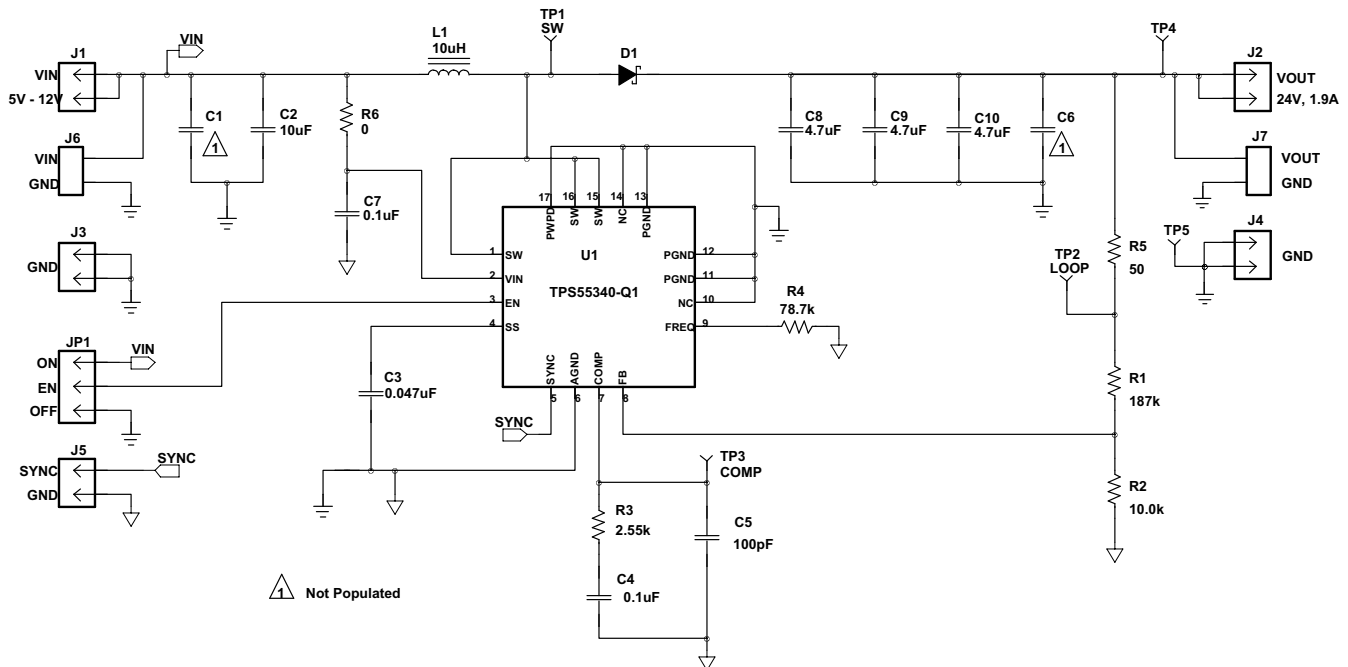 TP1
SW
L1
10uH
D1
TP4
VIN
J1
VIN
5V - 12V
J2
VOUT
24V, 1.9A
C1
1
C2
10uF
R6
0
C8
4.7uF
C9
4.7uF
C10
4.7uF
C6
1
J6
VIN
GND
J7
VOUT
GND
C7
0.1uF
17
16
15
14
13
PWPD
SW
SW
NC
PGND
U1
TPS55340-Q1
1
SW
2
VIN
3
EN
4
SS
PGND
12
PGND
11
NC
10
FREQ
9
SYNC
AGND
COMP
FB
5
6
7
8
J3
GND
TP5
J4
GND
R5
50
TP2
LOOP
R4
78.7k
JP1
ON
EN
OFF
VIN
C3
0.047uF
R1
187k
SYNC
J5
SYNC
GND
SYNC
TP3
COMP
R2
10.0k
R3
2.55k
C5
100pF
C4
0.1uF
1
Not Populated